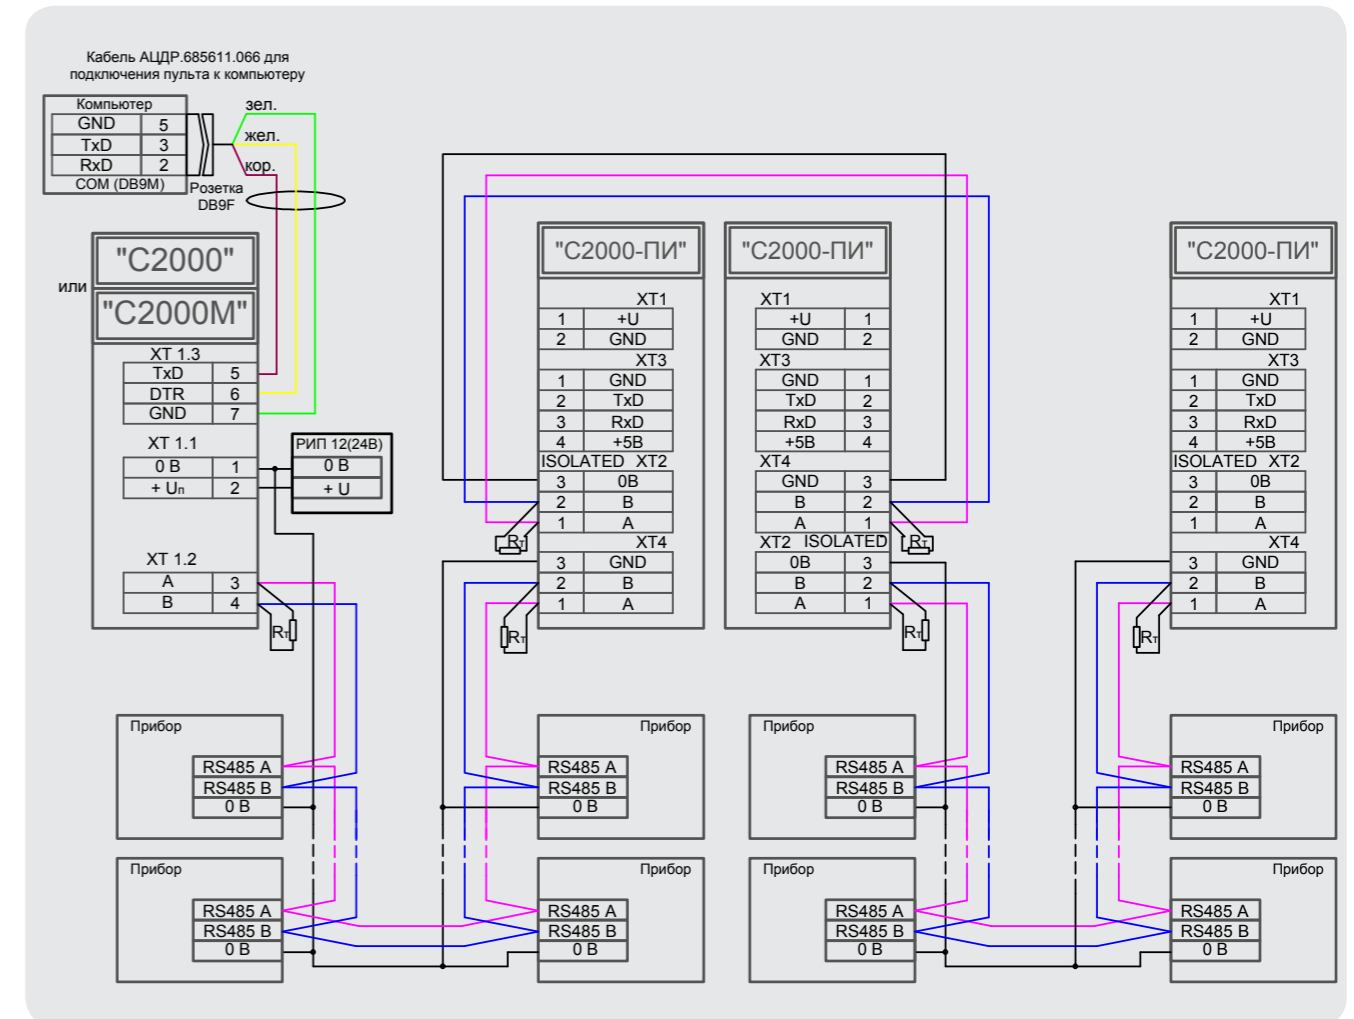 Кабель АЦДР.685611.066 для
подключения пульта к компьютеру
Компьютер
GND 5
TxD 3
RxD 2
COM (DB9M)
Розетка
DB9F
зел.
жел.
кор.
"С2000"
или
"С2000М"
XT 1.3
TxD 5
DTR 6
GND 7
XT 1.1
0 В 1
+ Uп 2
РИП 12(24В)
0 В
+ U
XT 1.2
A 3
B 4
Rт
"С2000-ПИ"
XT1
1 +U
2 GND
XT3
1 GND
2 TxD
3 RxD
4 +5В
ISOLATED XT2
3 0В
2 B
1 A
Rт
XT4
3 GND
2 B
1 A
Rт
"С2000-ПИ"
XT1
+U 1
GND 2
XT3
GND 1
TxD 2
RxD 3
+5В 4
XT4
GND 3
B 2
A 1
Rт
XT2 ISOLATED
0В 3
B 2
A 1
Rт
"С2000-ПИ"
XT1
1 +U
2 GND
XT3
1 GND
2 TxD
3 RxD
4 +5В
ISOLATED XT2
3 0В
2 B
1 A
XT4
3 GND
2 B
1 A
Rт
Прибор
RS485 A
RS485 B
0 В
Прибор
RS485 A
RS485 B
0 В
Прибор
RS485 A
RS485 B
0 В
Прибор
RS485 A
RS485 B
0 В
Прибор
RS485 A
RS485 B
0 В
Прибор
RS485 A
RS485 B
0 В
Прибор
RS485 A
RS485 B
0 В
Прибор
RS485 A
RS485 B
0 В